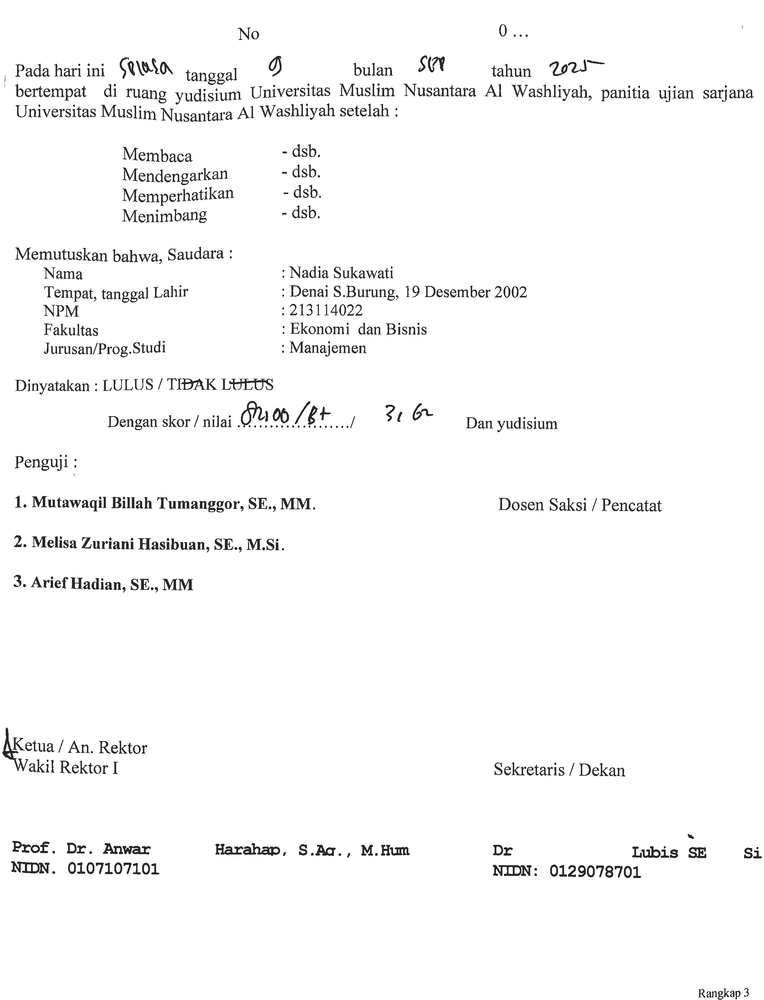 No 0 ...
Pada hari ini Selasa tanggal 9 bulan Sep tahun 2025
bertempat di ruang yudisium Universitas Muslim Nusantara Al Washliyah, panitia ujian sarjana
Universitas Muslim Nusantara Al Washliyah setelah :
Membaca - dsb.
Mendengarkan - dsb.
Memperhatikan - dsb.
Menimbang - dsb.
Memutuskan bahwa, Saudara :
Nama : Nadia Sukawati
Tempat, tanggal Lahir : Denai S.Burung, 19 Desember 2002
NPM : 213114022
Fakultas : Ekonomi dan Bisnis
Jurusan/Prog.Studi : Manajemen
Dinyatakan : LULUS / TIDAK LULUS
Dengan skor / nilai 82,00 /B+ / 3,62 Dan yudisium
Penguji :
1. Mutawaqil Billah Tumanggor, SE., MM. Dosen Saksi / Pencatat
2. Melisa Zuriani Hasibuan, SE., M.Si.
3. Arief Hadian, SE., MM
Ketua / An. Rektor
Wakil Rektor I Sekretaris / Dekan
Prof. Dr. Anwar Harahap, S.Ag., M.Hum Dr Lubis SE Si
NIDN. 0107107101 NIDN: 0129078701
Rangkap 3